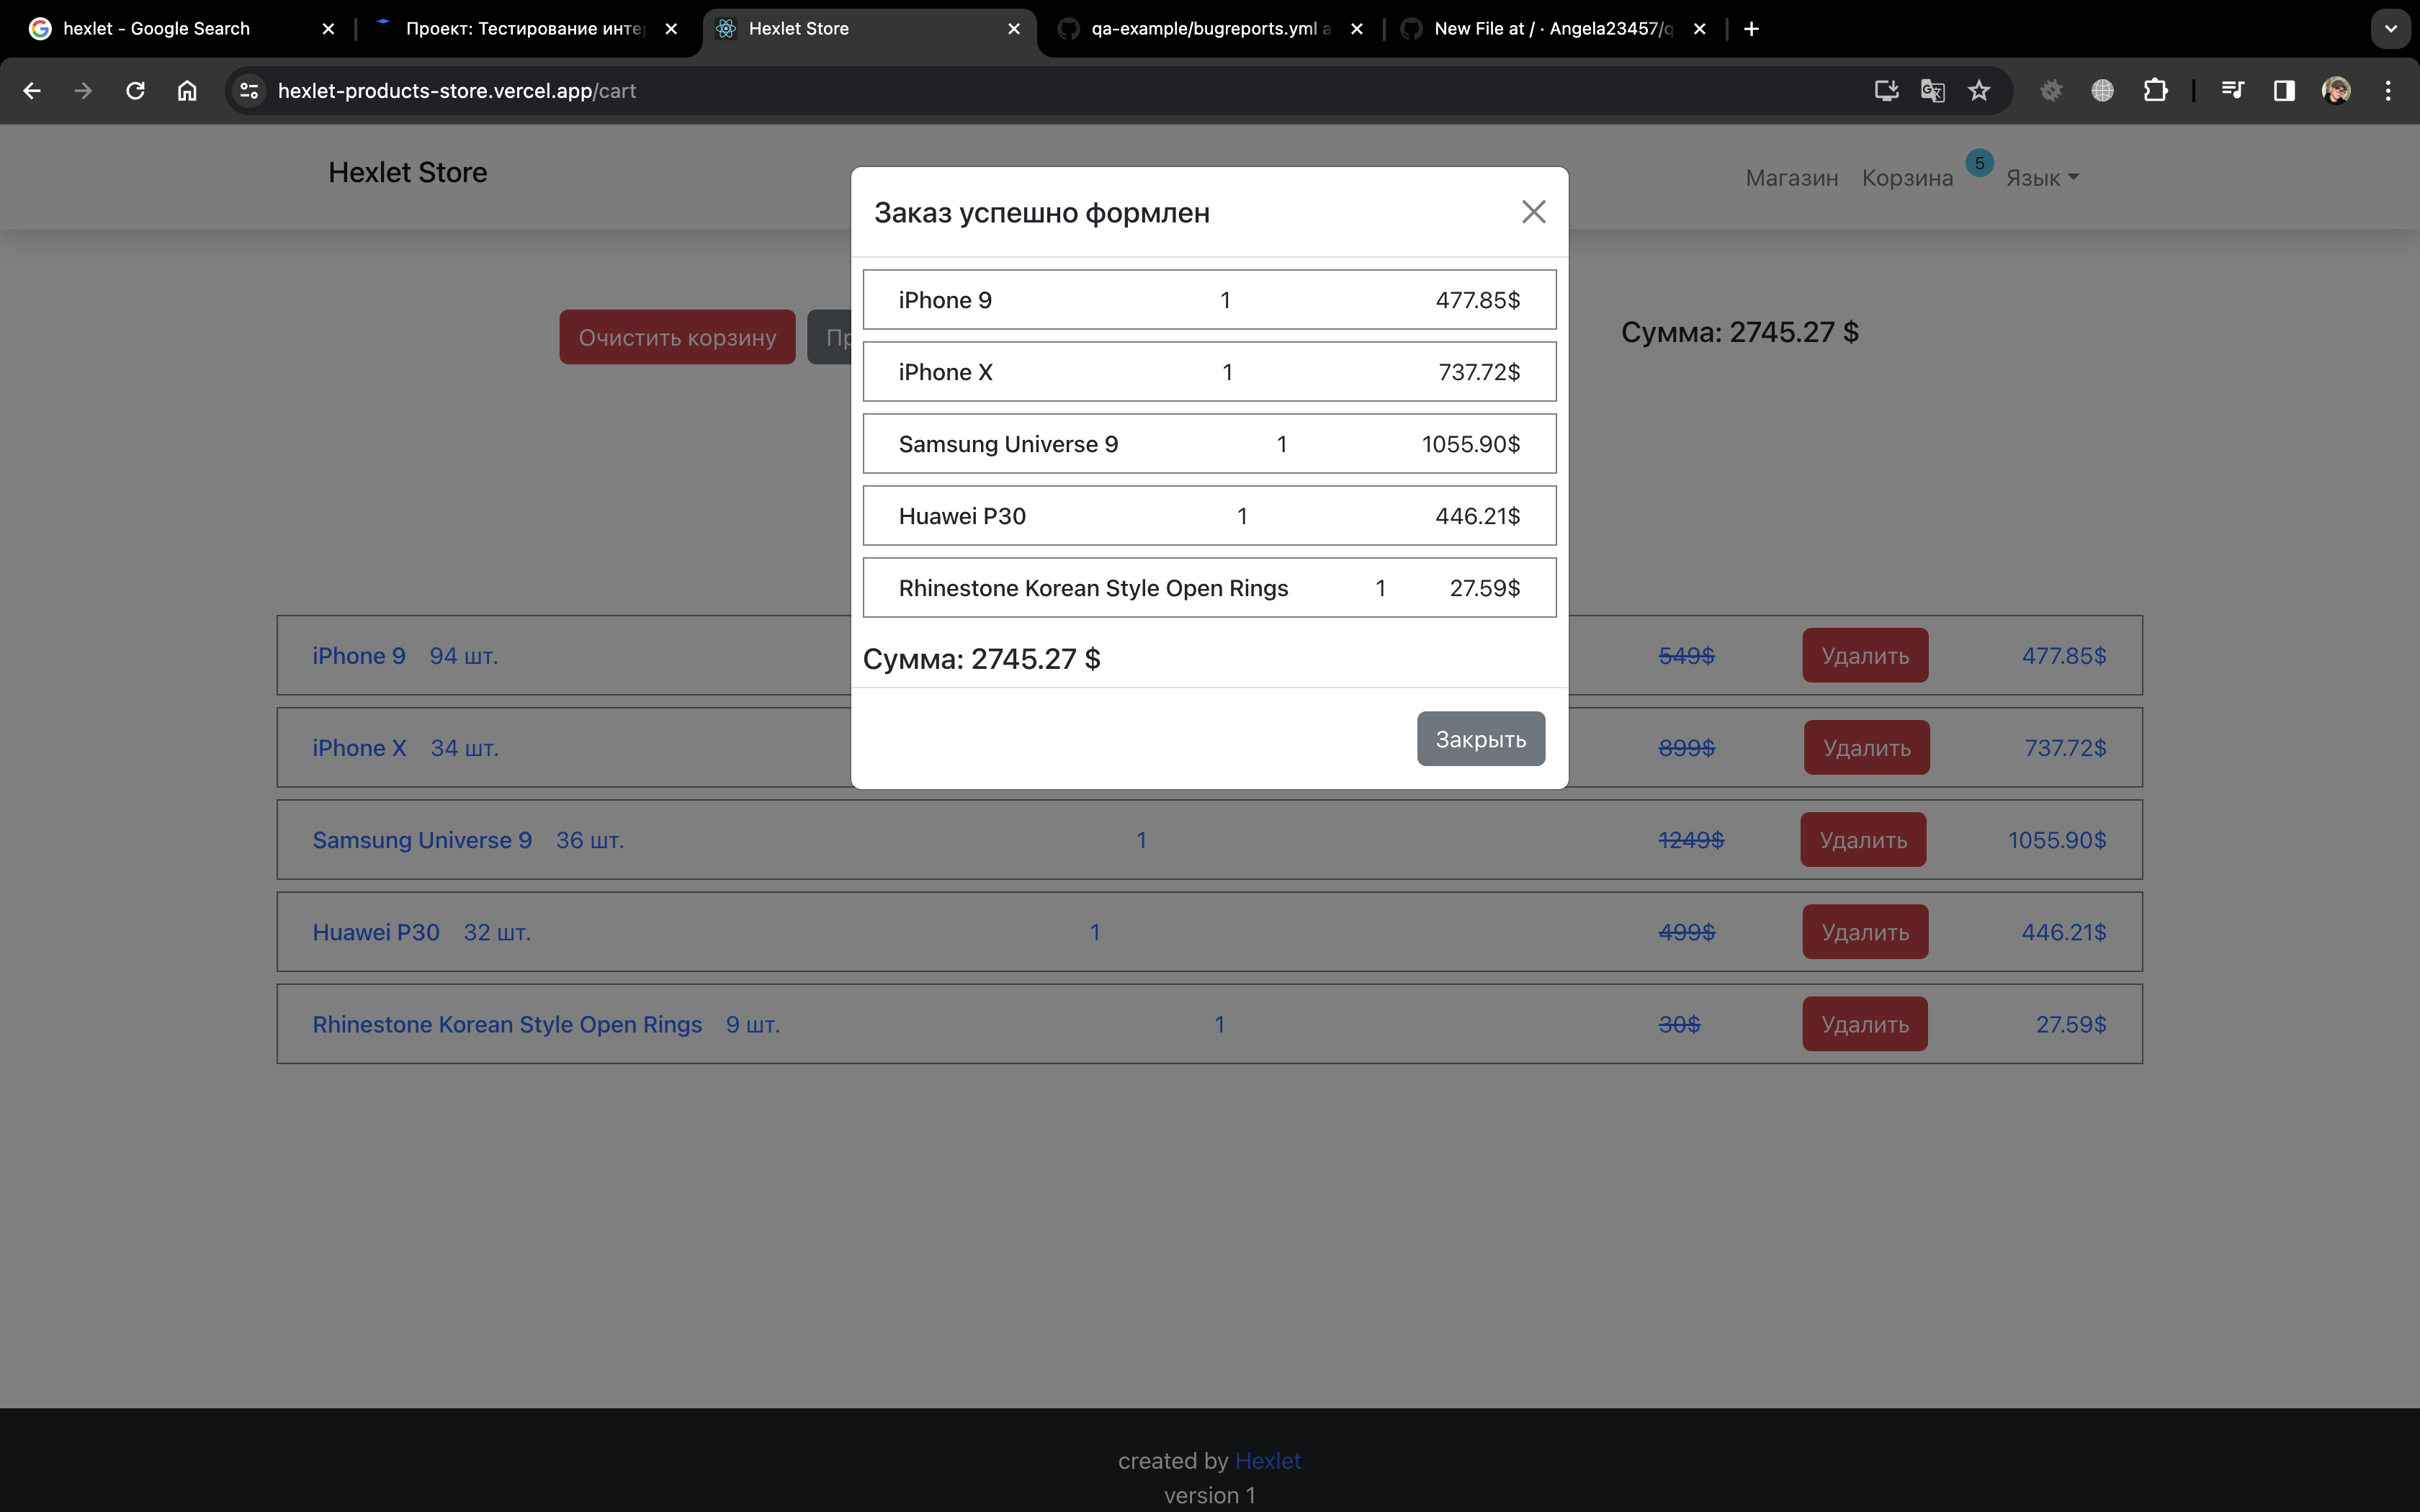 hexlet - Google Search
Проект: Тестирование инте
Hexlet Store
qa-example/bugreports.yml a
New File at / · Angela23457/q
hexlet-products-store.vercel.app/cart
Hexlet Store
Магазин Корзина 5 Язык
Заказ успешно формлен
iPhone 9 1 477.85$
iPhone X 1 737.72$
Samsung Universe 9 1 1055.90$
Huawei P30 1 446.21$
Rhinestone Korean Style Open Rings 1 27.59$
Сумма: 2745.27 $
Закрыть
Очистить корзину Пр
Сумма: 2745.27 $
iPhone 9 94 шт. 549$ Удалить 477.85$
iPhone X 34 шт. 899$ Удалить 737.72$
Samsung Universe 9 36 шт. 1 1249$ Удалить 1055.90$
Huawei P30 32 шт. 1 499$ Удалить 446.21$
Rhinestone Korean Style Open Rings 9 шт. 1 30$ Удалить 27.59$
created by Hexlet
version 1